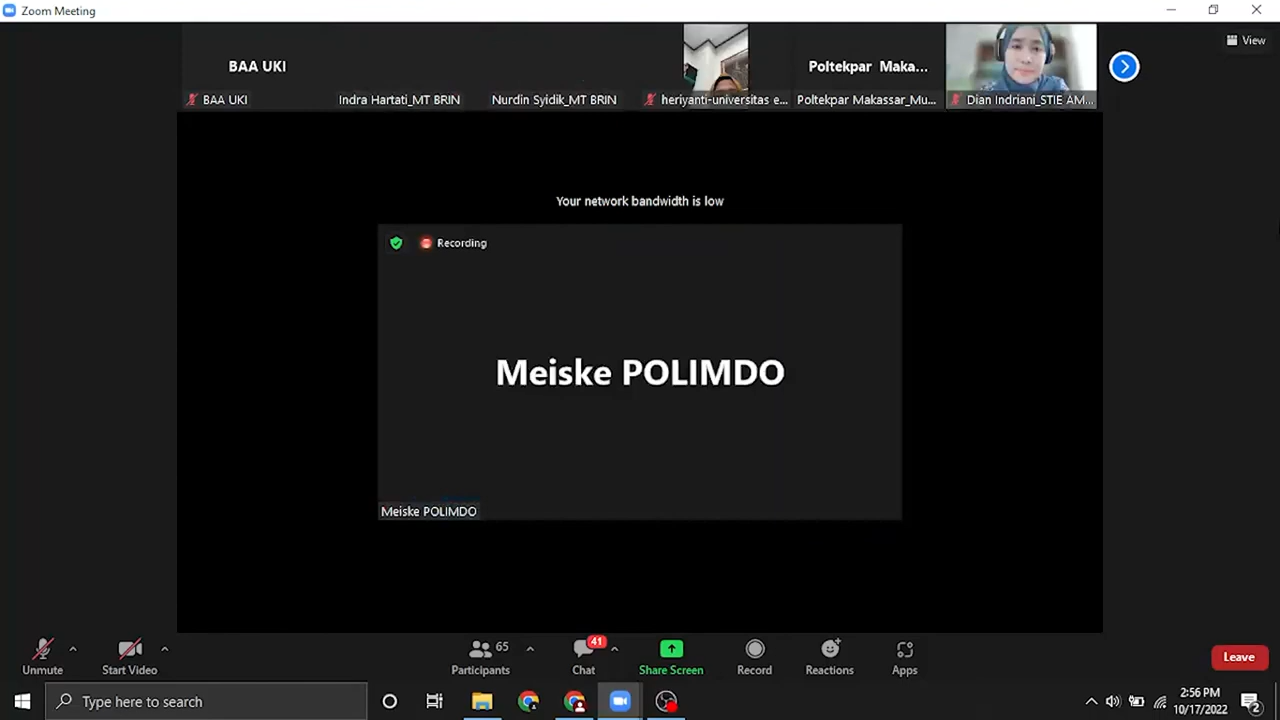 Zoom Meeting
View
BAA UKI
Poltekpar Maka...
BAA UKI
Indra Hartati_MT BRIN
Nurdin Syidik_MT BRIN
heriyanti-universitas e...
Poltekpar Makassar_Mu...
Dian Indriani_STIE AM...
Your network bandwidth is low
Recording
Meiske POLIMDO
Meiske POLIMDO
Unmute
Start Video
65
Participants
41
Chat
Share Screen
Record
Reactions
Apps
Leave
Type here to search
2:56 PM
10/17/2022
2